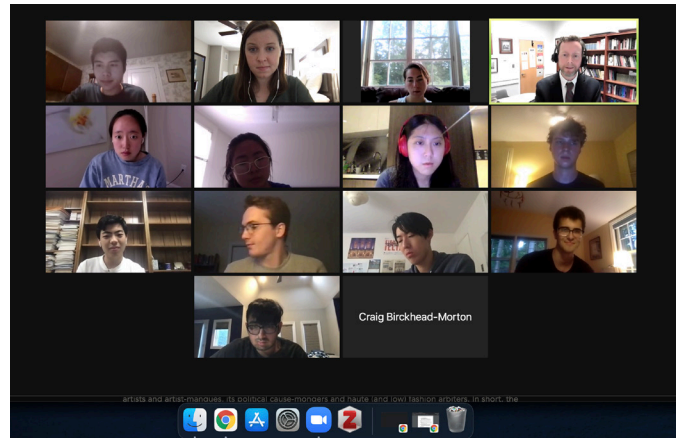 MARTHA
Craig Birckhead-Morton
artists and artist-manques, its political cause-mongers and haute (and low) fashion arbiters. In short, the
Z